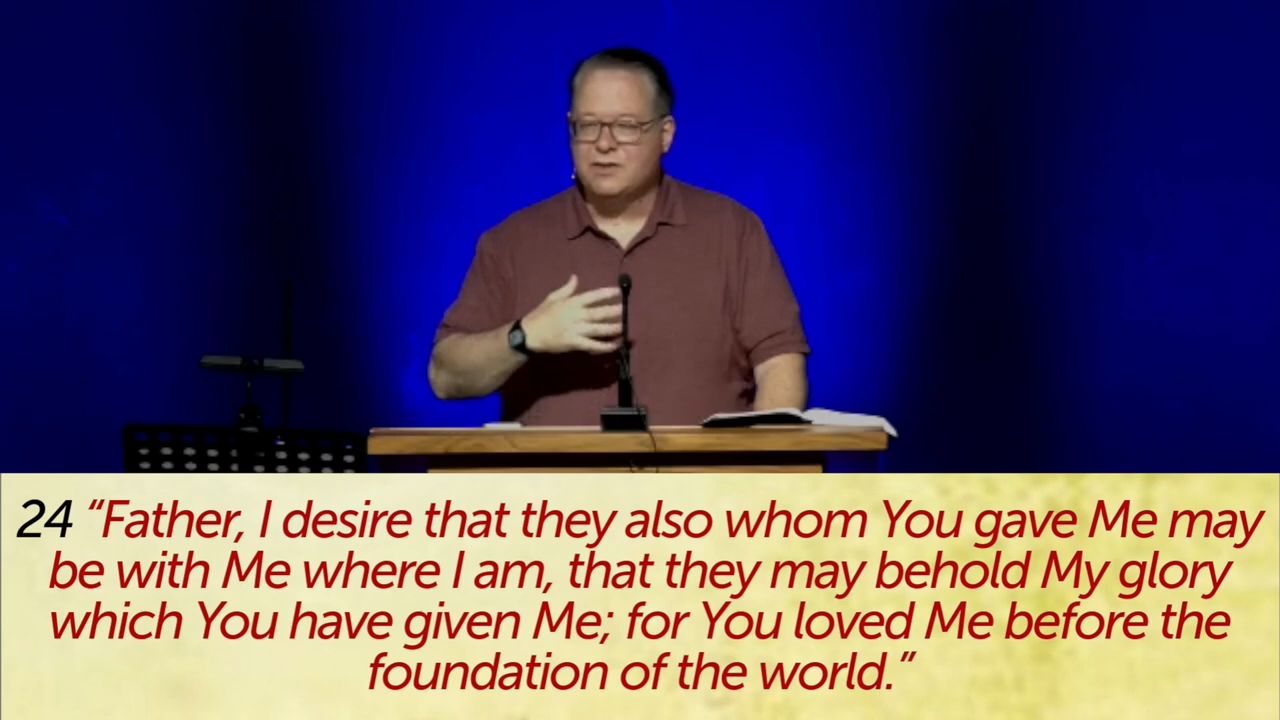 24 “Father, I desire that they also whom You gave Me may
be with Me where I am, that they may behold My glory
which You have given Me; for You loved Me before the
foundation of the world.”